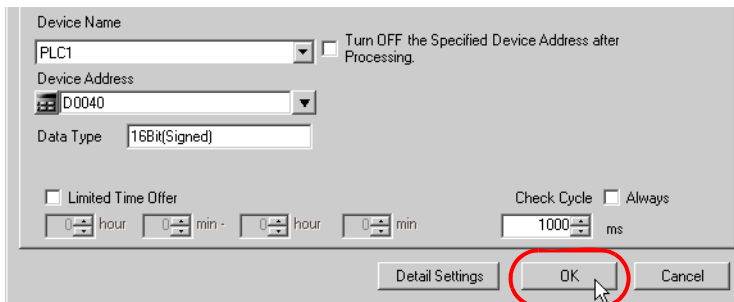 Device Name
PLC1
Turn OFF the Specified Device Address after
Processing.
Device Address
D0040
Data Type 16Bit(Signed)
Limited Time Offer
Check Cycle Always
0 hour 0 min - 0 hour 0 min
1000 ms
Detail Settings OK Cancel